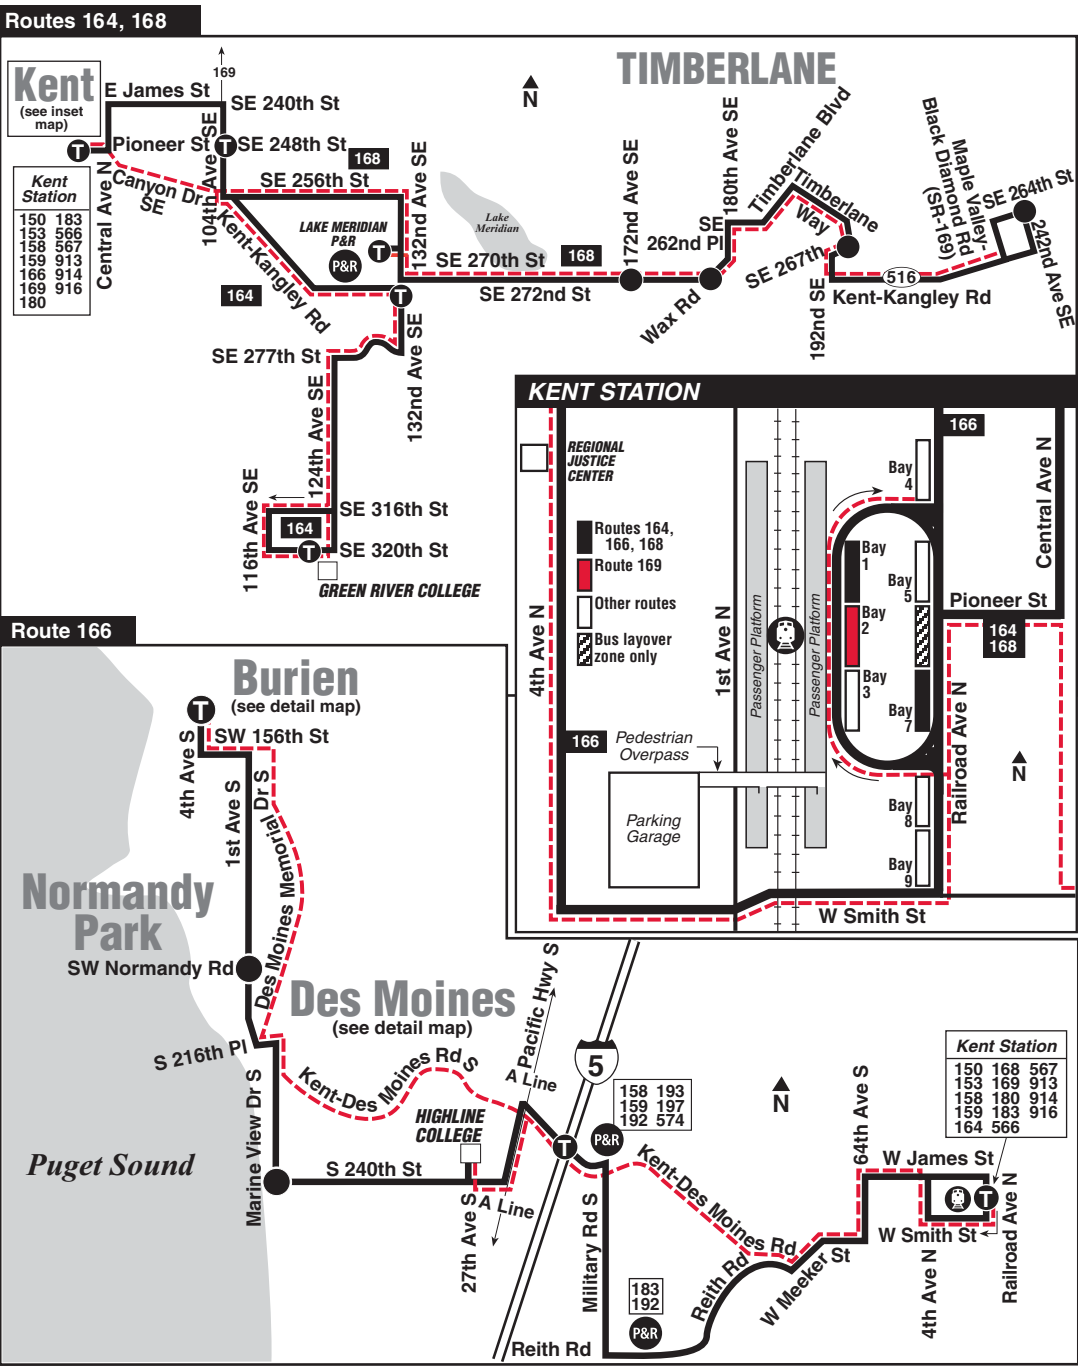 Routes 164, 168
Kent
(see inset
map)
169
E James St
SE 240th St
TIMBERLANE
N
Pioneer St
T
SE 248th St
168
T
104th Ave SE
Canyon Dr
SE
SE 256th St
132nd Ave SE
Kent
Station
150 183
153 566
158 567
159 913
166 914
169 916
180
Central Ave N
LAKE MERIDIAN
P&R
T
P&R
Lake
Meridian
SE 270th St
168
172nd Ave SE
180th Ave SE
SE
262nd Pl
Timberlane Blvd
Timberlane
Way
SE 267th
Maple Valley-
Black Diamond Rd
(SR-169)
SE 264th St
242nd Ave SE
516
Kent-Kangley Rd
192nd SE
Wax Rd
SE 272nd St
164
Kent-Kangley Rd
T
SE 277th St
132nd Ave SE
124th Ave SE
116th Ave SE
SE 316th St
164
T
SE 320th St
GREEN RIVER COLLEGE
KENT STATION
166
REGIONAL
JUSTICE
CENTER
4th Ave N
Routes 164,
166, 168
Route 169
Other routes
Bus layover
zone only
1st Ave N
Passenger Platform
Passenger Platform
Bay
4
Bay
1
Bay
5
Bay
2
Bay
3
Bay
7
Bay
8
Bay
9
Central Ave N
Pioneer St
164
168
Railroad Ave N
N
166
Pedestrian
Overpass
Parking
Garage
W Smith St
Route 166
Burien
(see detail map)
T
SW 156th St
4th Ave S
1st Ave S
Des Moines Memorial Dr S
Normandy
Park
SW Normandy Rd
Des Moines
(see detail map)
S 216th Pl
Kent-Des Moines Rd S
Pacific Hwy S
A Line
5
HIGHLINE
COLLEGE
158 193
159 197
192 574
P&R
T
N
Puget Sound
Marine View Dr S
S 240th St
27th Ave S
A Line
Military Rd S
Kent-Des Moines Rd
64th Ave S
Kent Station
150 168 567
153 169 913
158 180 914
159 183 916
164 566
W James St
T
W Smith St
4th Ave N
Railroad Ave N
W Meeker St
Reith Rd
183
192
P&R
Reith Rd